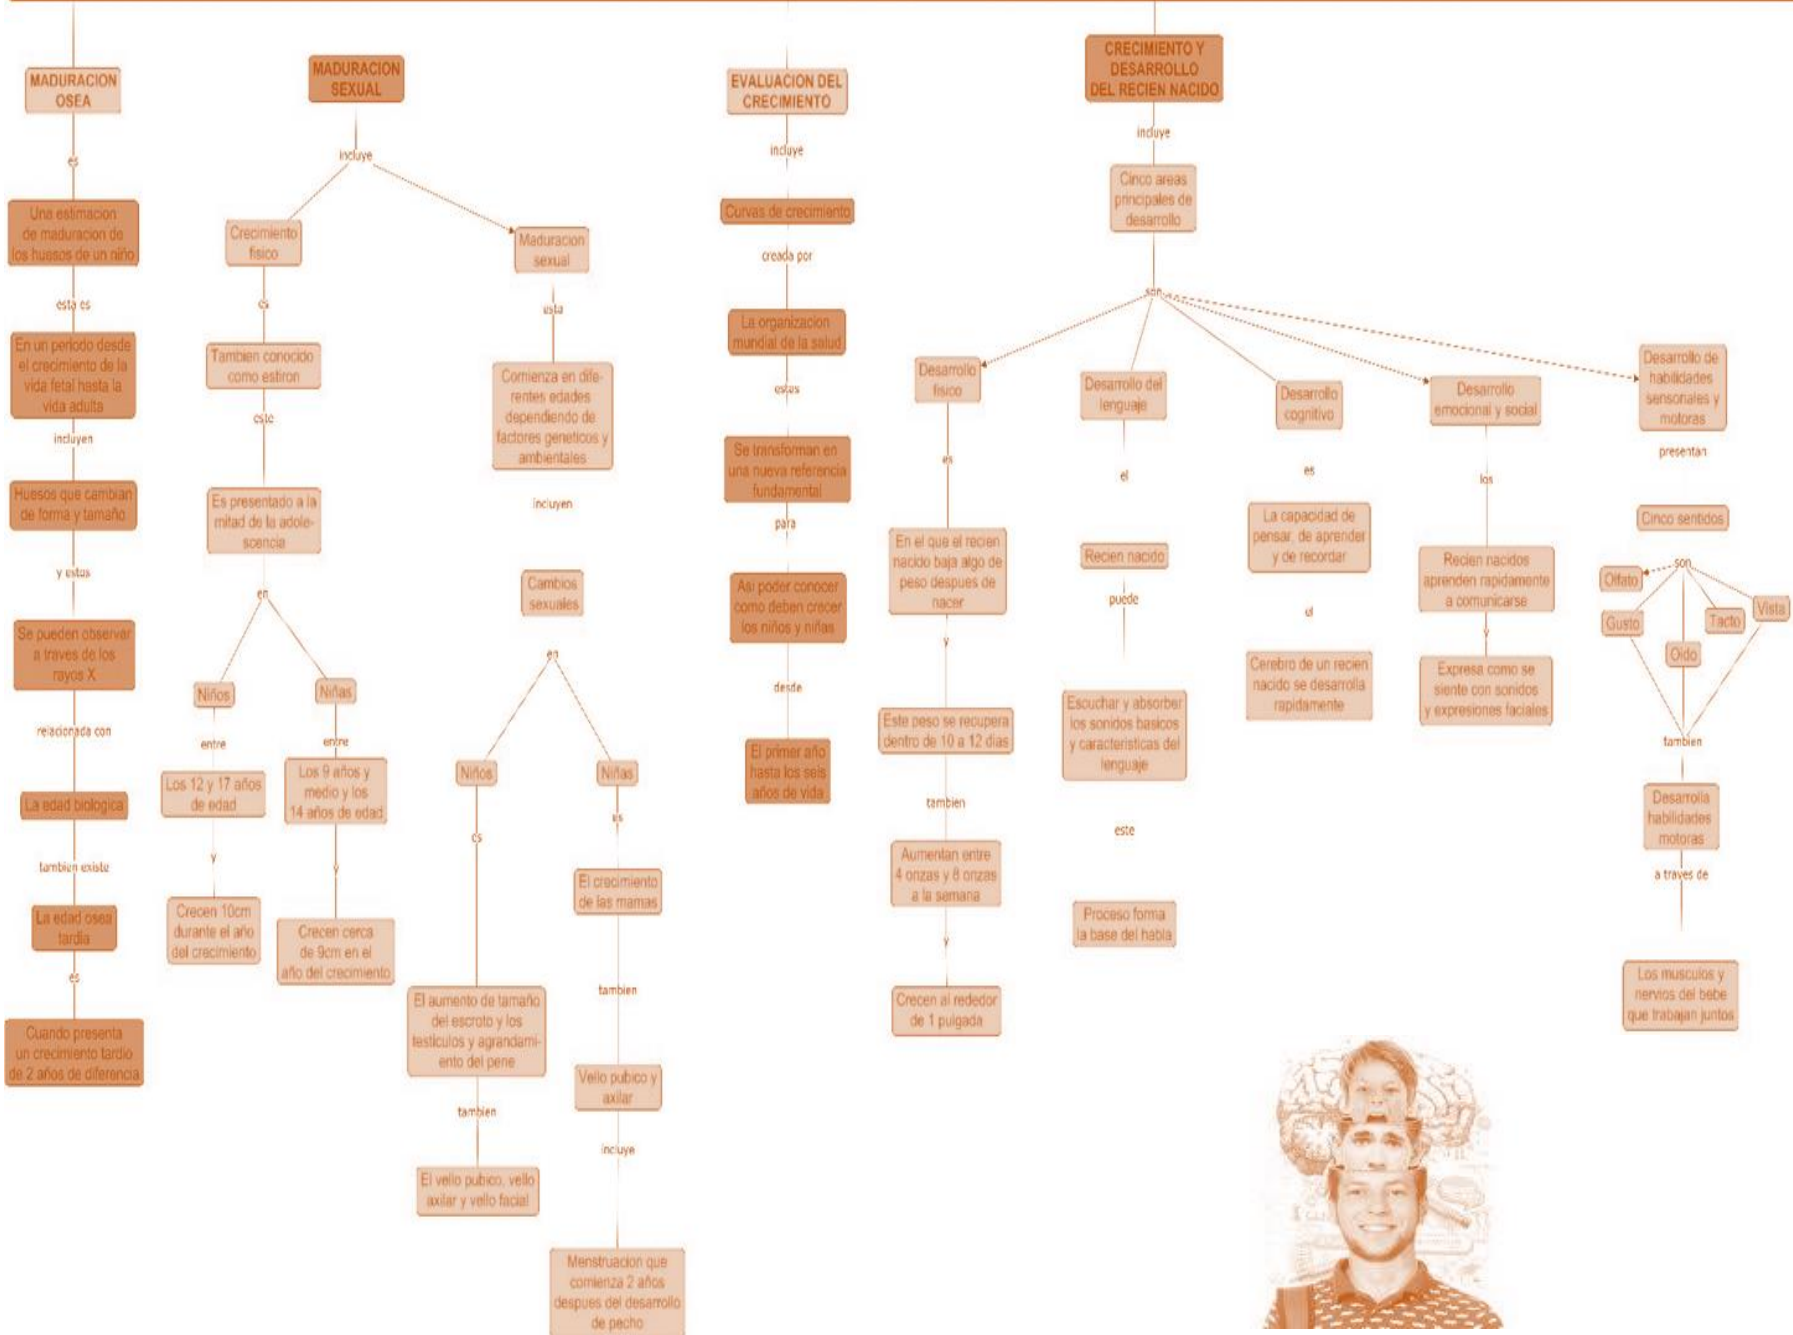 MADURACION
OSEA
es
Una estimacion
de maduracion de
los huesos de un niño
esta es
En un periodo desde
el crecimiento de la
vida fetal hasta la
vida adulta
incluyen
Huesos que cambian
de forma y tamaño
y estos
Se pueden observar
a traves de los
rayos X
relacionada con
La edad biologica
tambien existe
La edad osea
tardia
es
Cuando presenta
un crecimiento tardio
de 2 años de diferencia
MADURACION
SEXUAL
incluye
Crecimiento
fisico
es
Tambien conocido
como estiron
este
Es presentado a la
mitad de la adole-
scencia
en
Niños
entre
Los 12 y 17 años
de edad
y
Crecen 10cm
durante el año
del crecimiento
Niñas
entre
Los 9 años y
medio y los
14 años de edad
y
Crecen cerca
de 9cm en el
año del crecimiento
Maduracion
sexual
esta
Comienza en dife-
rentes edades
dependiendo de
factores geneticos y
ambientales
incluyen
Cambios
sexuales
en
Niños
es
El aumento de tamaño
del escroto y los
testiculos y agrandami-
ento del pene
tambien
El vello pubico, vello
axilar y vello facial
Niñas
es
El crecimiento
de las mamas
tambien
Vello pubico y
axilar
incluye
Menstruacion que
comienza 2 años
despues del desarrollo
de pecho
EVALUACION DEL
CRECIMIENTO
incluye
Curvas de crecimiento
creada por
La organizacion
mundial de la salud
estas
Se transforman en
una nueva referencia
fundamental
para
Asi poder conocer
como deben crecer
los niños y niñas
desde
El primer año
hasta los seis
años de vida
CRECIMIENTO Y
DESARROLLO
DEL RECIEN NACIDO
incluye
Cinco areas
principales de
desarrollo
son
Desarrollo
fisico
es
En el que el recien
nacido baja algo de
peso despues de
nacer
y
Este peso se recupera
dentro de 10 a 12 dias
tambien
Aumentan entre
4 onzas y 8 onzas
a la semana
y
Crecen al rededor
de 1 pulgada
Desarrollo del
lenguaje
el
Recien nacido
puede
Escuchar y absorber
los sonidos basicos
y caracteristicas del
lenguaje
este
Proceso forma
la base del habla
Desarrollo
cognitivo
es
La capacidad de
pensar, de aprender
y de recordar
el
Cerebro de un recien
nacido se desarrolla
rapidamente
Desarrollo
emocional y social
los
Recien nacidos
aprenden rapidamente
a comunicarse
y
Expresa como se
siente con sonidos
y expresiones faciales
Desarrollo de
habilidades
sensonales y
motoras
presentan
Cinco sentidos
son
Olfato
Gusto
Oido
Tacto
Vista
tambien
Desarrolla
habilidades
motoras
a traves de
Los musculos y
nervios del bebe
que trabajan juntos